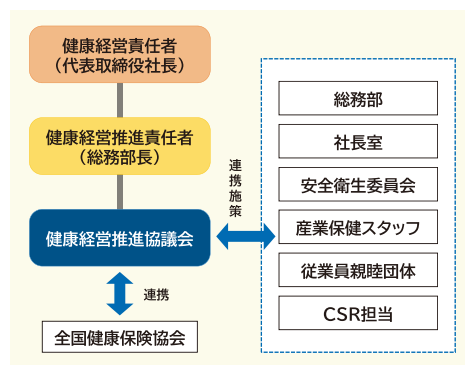 健康経営責任者
（代表取締役社長）
健康経営推進責任者
（総務部長）
健康経営推進協議会
連携
全国健康保険協会
連携施策
総務部
社長室
安全衛生委員会
産業保健スタッフ
従業員親睦団体
CSR担当